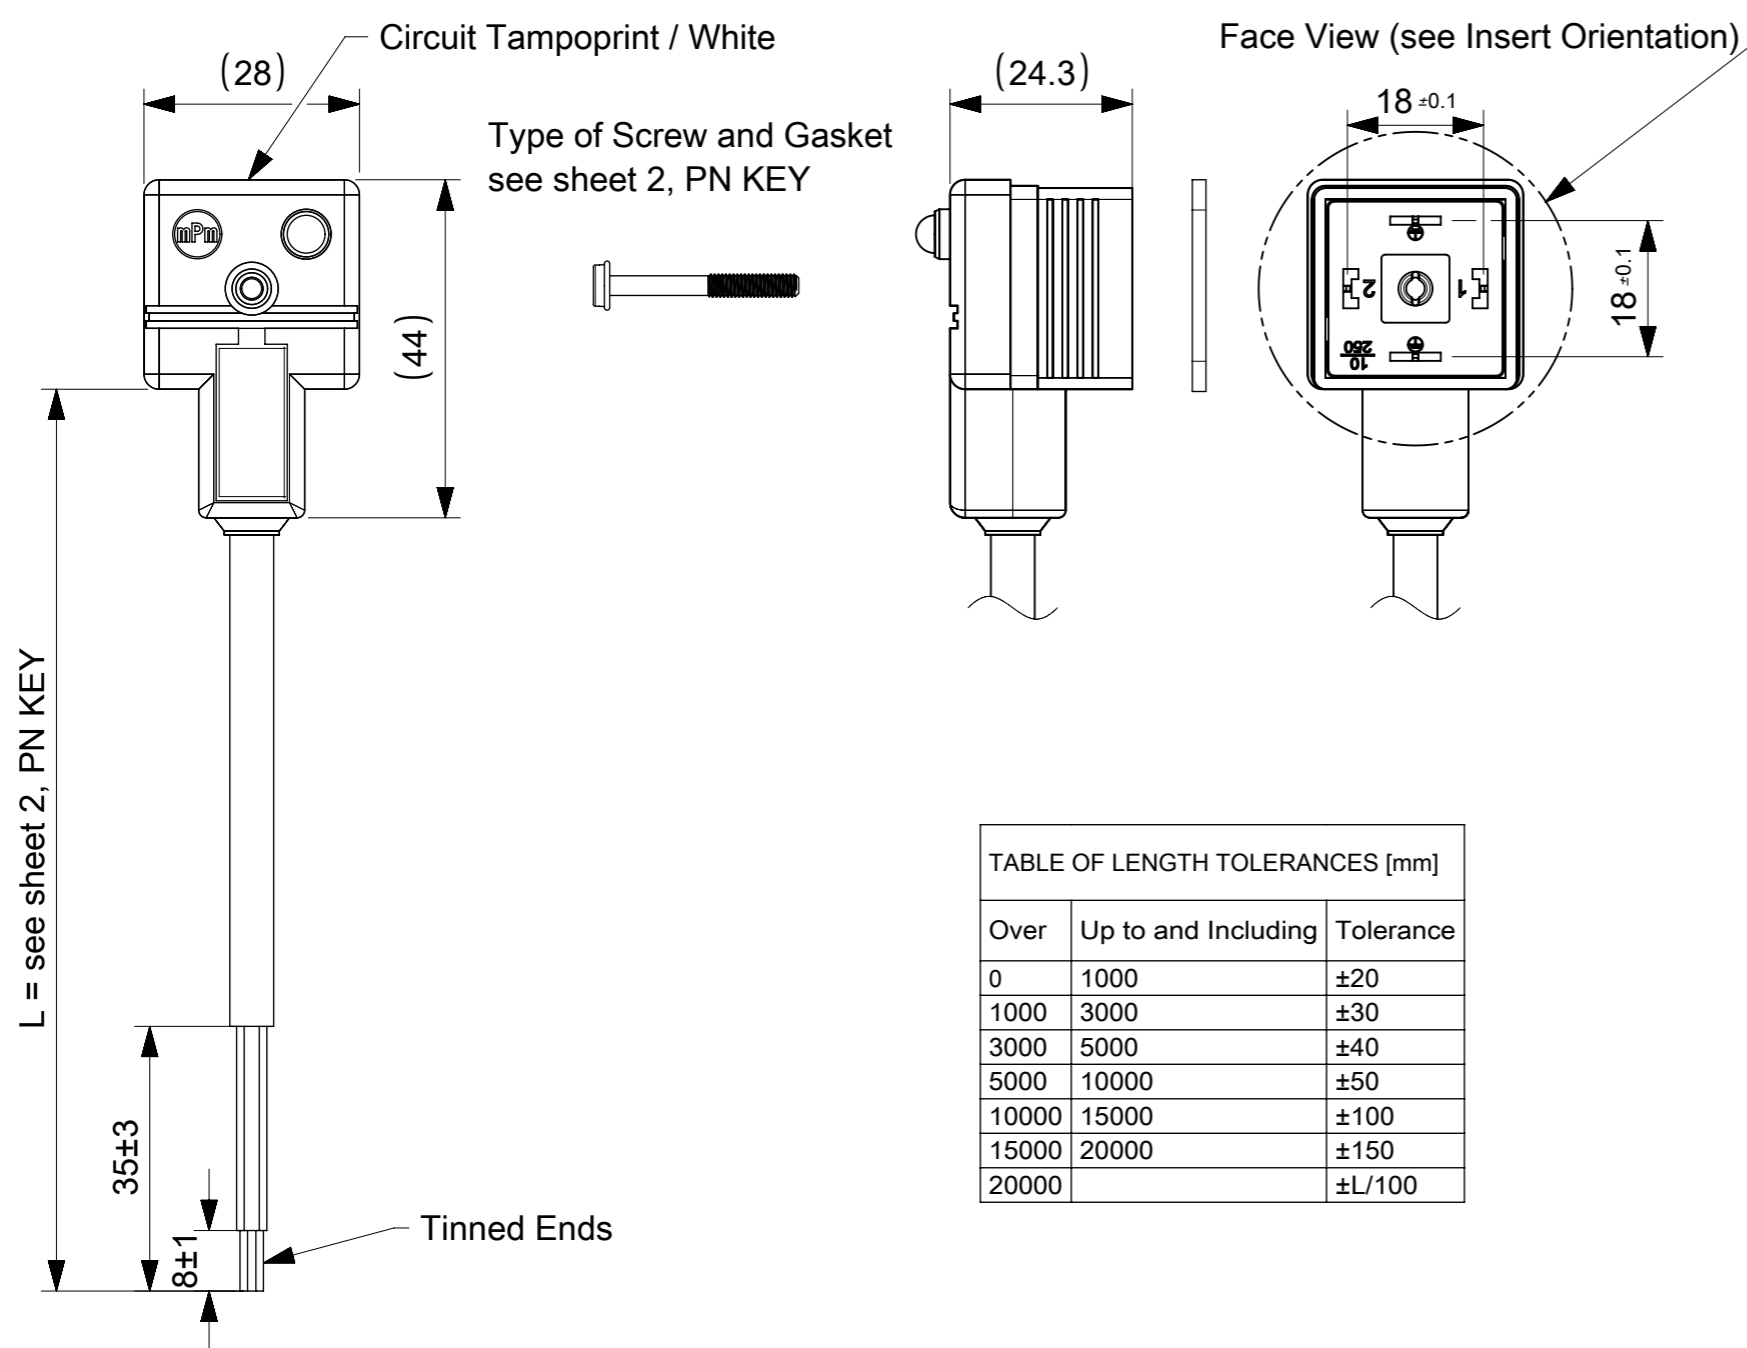 Circuit Tampoprint / White
Face View (see Insert Orientation)
(28)
(24.3)
18 ±0.1
Type of Screw and Gasket
see sheet 2, PN KEY
mPm
(44)
2
1
18 ±0.1
10
250
L = see sheet 2, PN KEY
35±3
8±1
Tinned Ends
TABLE OF LENGTH TOLERANCES [mm]
Over Up to and Including Tolerance
0 1000 ±20
1000 3000 ±30
3000 5000 ±40
5000 10000 ±50
10000 15000 ±100
15000 20000 ±150
20000 ±L/100